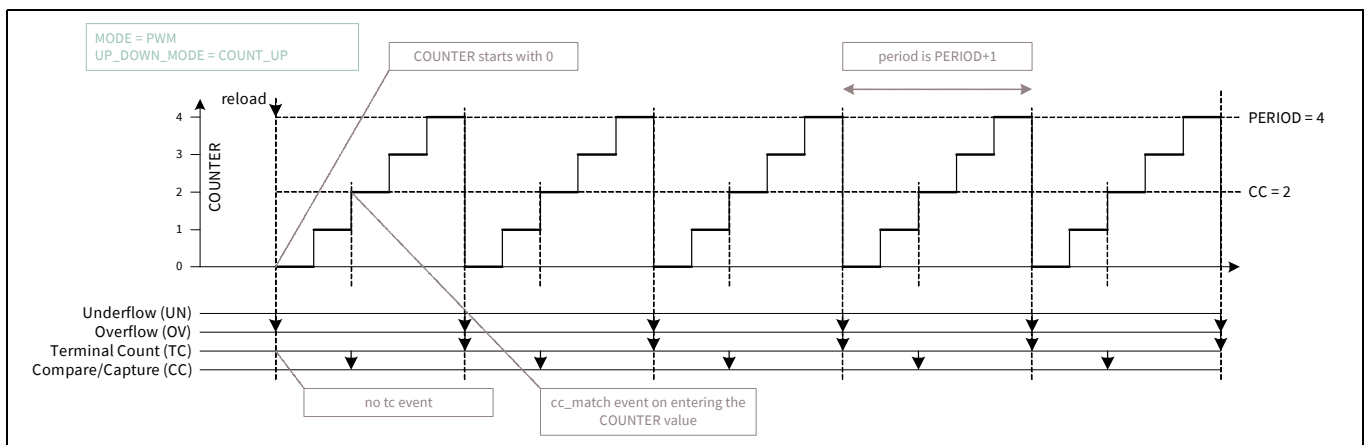 MODE = PWM
UP_DOWN_MODE = COUNT_UP
COUNTER starts with 0
period is PERIOD+1
reload
4
3
2
1
0
COUNTER
PERIOD = 4
CC = 2
Underflow (UN)
Overflow (OV)
Terminal Count (TC)
Compare/Capture (CC)
no tc event
cc_match event on entering the
COUNTER value